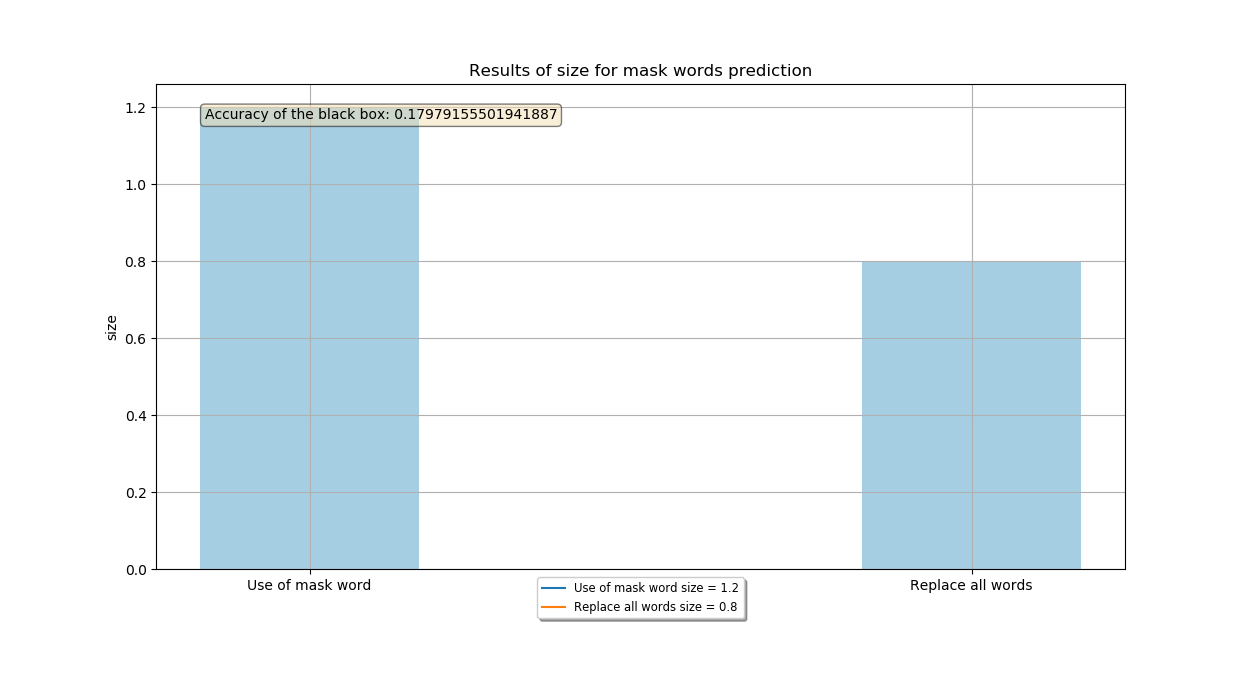 Results of size for mask words prediction
Accuracy of the black box: 0.17979155501941887
1.2
1.0
0.8
0.6
0.4
0.2
0.0
size
Use of mask word
Replace all words
Use of mask word size = 1.2
Replace all words size = 0.8